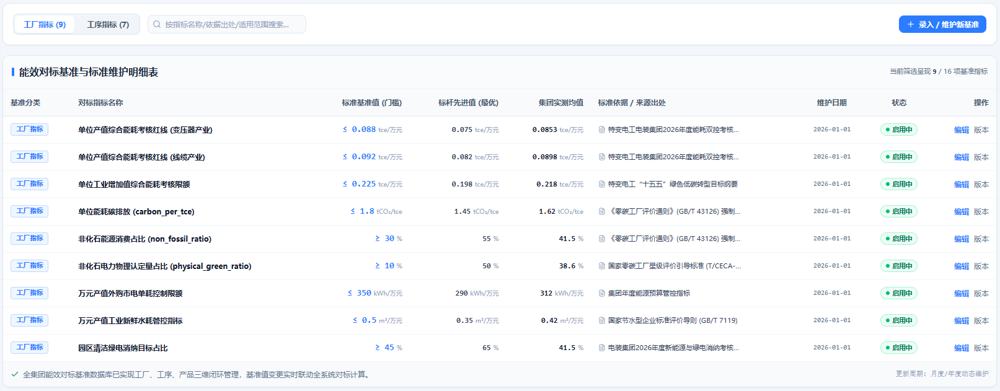 工厂指标 (9) 工序指标 (7) 按指标名称/依据出处/适用范围搜索... + 录入 / 维护新基准
能效对标基准与标准维护明细表 当前筛选呈现 9 / 16 项基准指标
基准分类 对标指标名称 标准基准值 (门槛) 标杆先进值 (最优) 集团实测均值 标准依据 / 来源出处 维护日期 状态 操作
工厂指标 单位产值综合能耗考核红线 (变压器产业) ≤ 0.088 tce/万元 0.075 tce/万元 0.0853 tce/万元 特变电工电装集团2026年度能耗双控考核... 2026-01-01 启用中 编辑 版本
工厂指标 单位产值综合能耗考核红线 (线缆产业) ≤ 0.092 tce/万元 0.082 tce/万元 0.0898 tce/万元 特变电工电装集团2026年度能耗双控考核... 2026-01-01 启用中 编辑 版本
工厂指标 单位工业增加值综合能耗考核限额 ≤ 0.225 tce/万元 0.198 tce/万元 0.218 tce/万元 特变电工“十五五”绿色低碳转型目标纲要 2026-01-01 启用中 编辑 版本
工厂指标 单位能耗碳排放 (carbon_per_tce) ≤ 1.8 tCO₂/tce 1.45 tCO₂/tce 1.62 tCO₂/tce 《零碳工厂评价通则》(GB/T 43126) 强制... 2026-01-01 启用中 编辑 版本
工厂指标 非化石能源消费占比 (non_fossil_ratio) ≥ 30 % 55 % 41.5 % 《零碳工厂评价通则》(GB/T 43126) 强制... 2026-01-01 启用中 编辑 版本
工厂指标 非化石电力物理认定量占比 (physical_green_ratio) ≥ 10 % 50 % 38.6 % 国家零碳工厂星级评价引导标准 (T/CECA-... 2026-01-01 启用中 编辑 版本
工厂指标 万元产值外购市电单耗控制限额 ≤ 350 kWh/万元 290 kWh/万元 312 kWh/万元 集团年度能源预算管控指标 2026-01-01 启用中 编辑 版本
工厂指标 万元产值工业新鲜水耗管控指标 ≤ 0.5 m³/万元 0.35 m³/万元 0.42 m³/万元 国家节水型企业标准评价导则 (GB/T 7119) 2026-01-01 启用中 编辑 版本
工厂指标 园区清洁绿电消纳目标占比 ≥ 45 % 65 % 41.5 % 电装集团2026年度新能源与绿电消纳考核... 2026-01-01 启用中 编辑 版本
全集团能效对标基准数据库已实现工厂、工序、产品三维闭环管理，基准值变更实时联动全系统对标计算。 更新周期：月度/年度动态维护